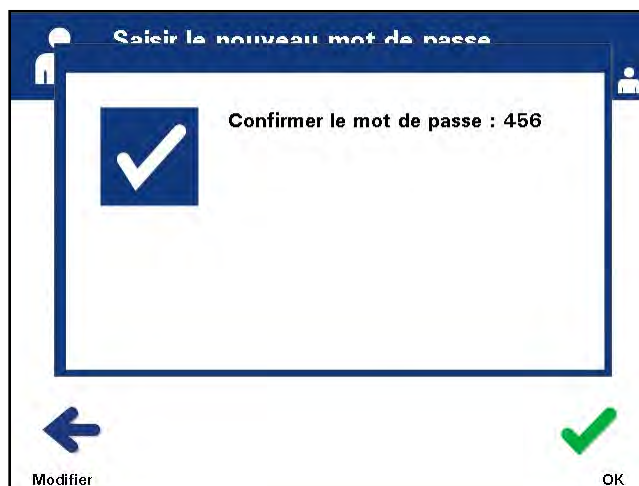 Saisir le nouveau mot de passe
Confirmer le mot de passe : 456
Modifier
OK